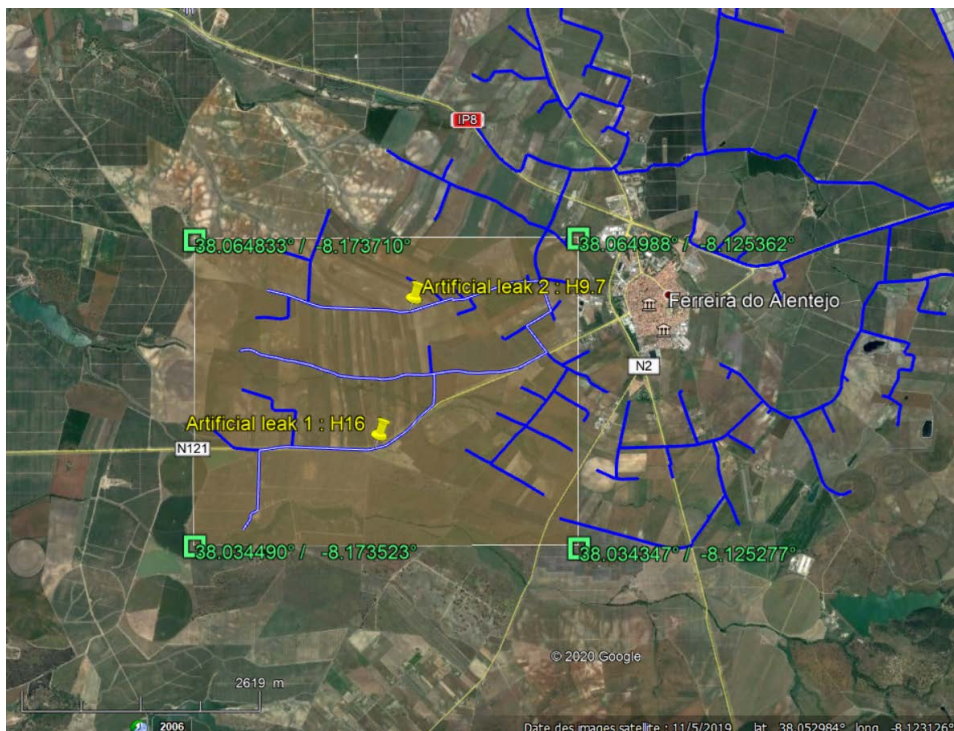 IP8
38.064833° / -8.173710°
38.064988° / -8.125362°
Artificial leak 2 : H9.7
Ferreira do Alentejo
N2
Artificial leak 1 : H16
N121
38.034490° / -8.173523°
38.034347° / -8.125277°
© 2020 Google
2619 m
2006
Date des images satellite : 11/5/2019 lat 38.052984° long -8.123126°